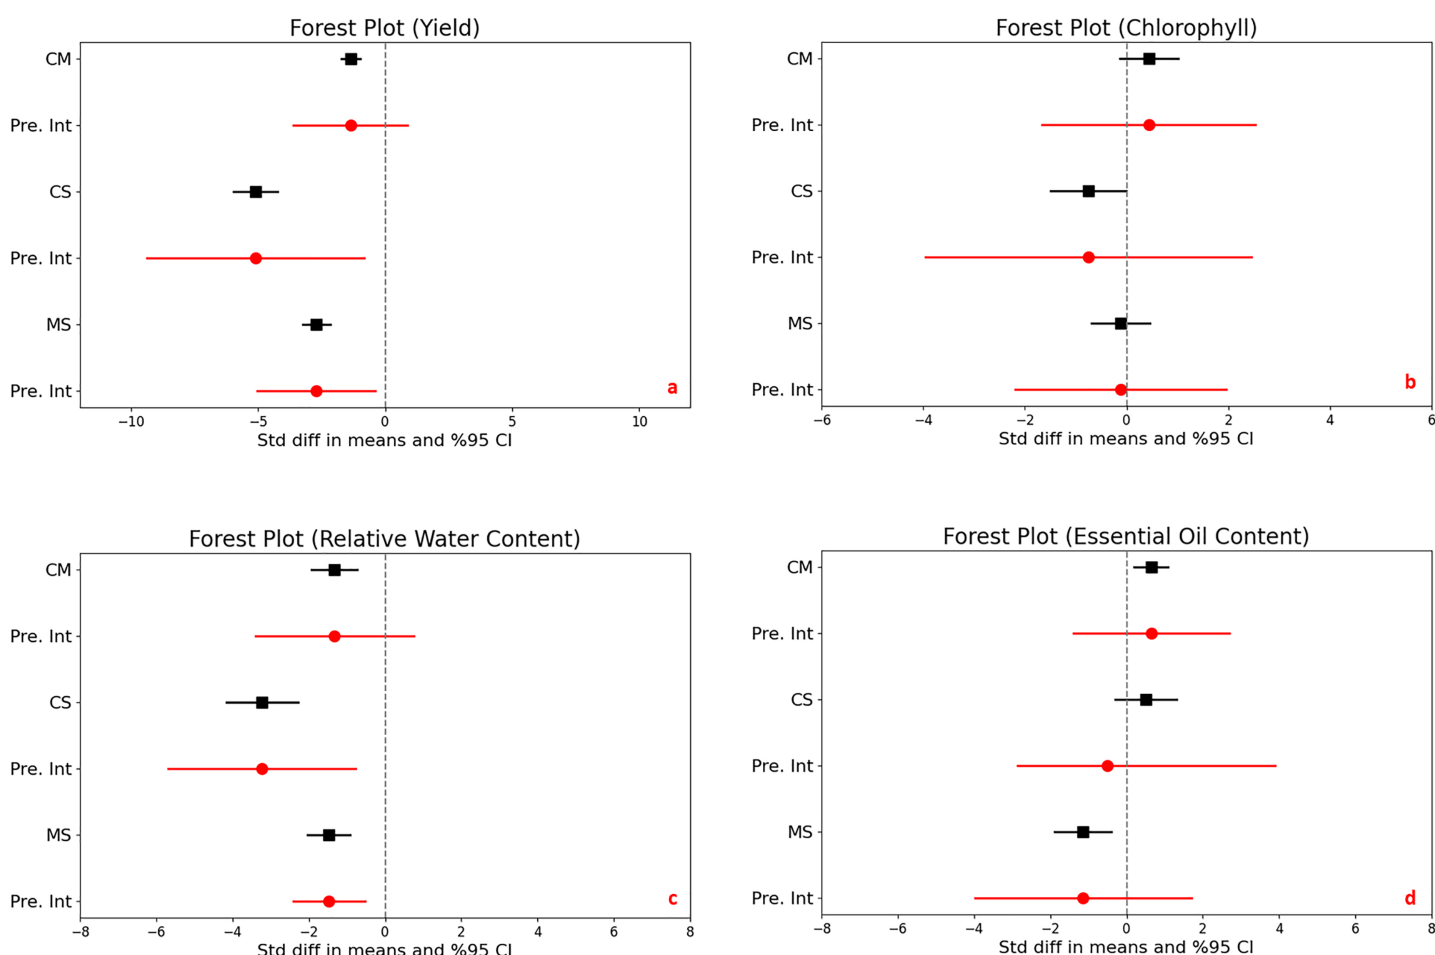 Forest Plot (Yield)
CM
Pre. Int
CS
Pre. Int
MS
Pre. Int
a
−10 −5 0 5 10
Std diff in means and %95 CI
Forest Plot (Chlorophyll)
CM
Pre. Int
CS
Pre. Int
MS
Pre. Int
b
−6 −4 −2 0 2 4 6
Std diff in means and %95 CI
Forest Plot (Relative Water Content)
CM
Pre. Int
CS
Pre. Int
MS
Pre. Int
c
−8 −6 −4 −2 0 2 4 6 8
Std diff in means and %95 CI
Forest Plot (Essential Oil Content)
CM
Pre. Int
CS
Pre. Int
MS
Pre. Int
d
−8 −6 −4 −2 0 2 4 6 8
Std diff in means and %95 CI